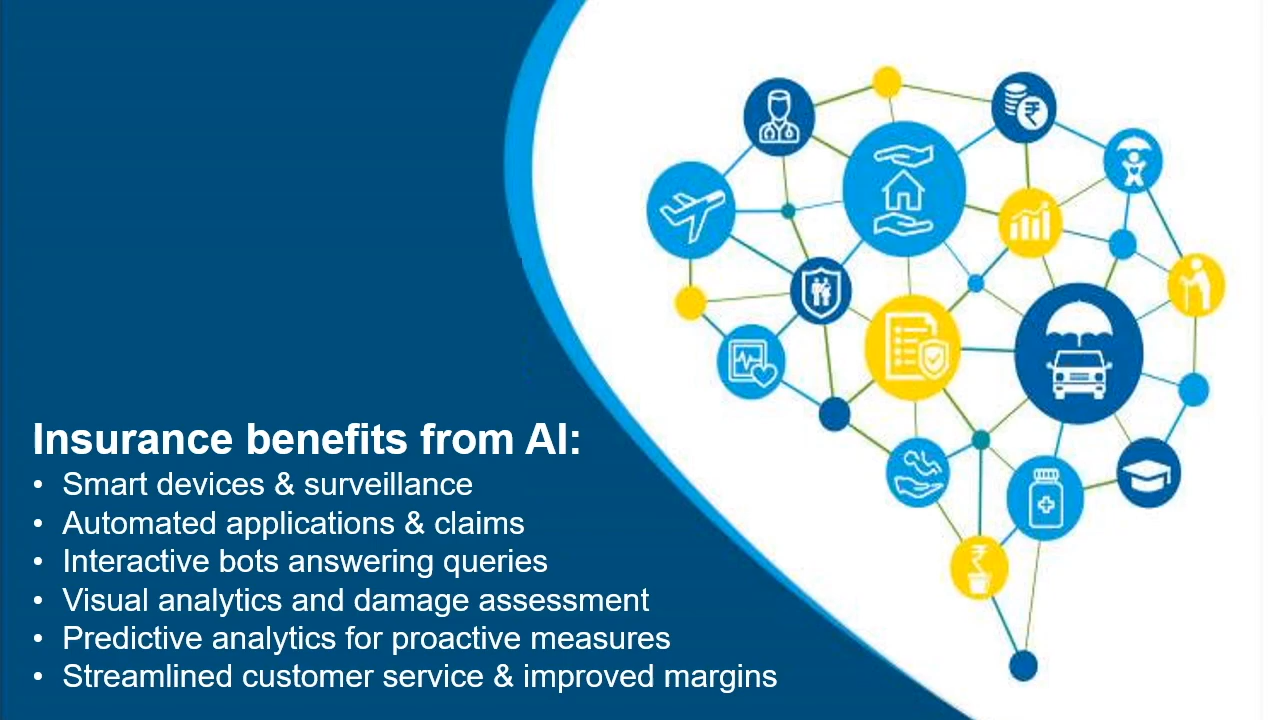 Insurance benefits from AI:
• Smart devices & surveillance
• Automated applications & claims
• Interactive bots answering queries
• Visual analytics and damage assessment
• Predictive analytics for proactive measures
• Streamlined customer service & improved margins
₹
₹